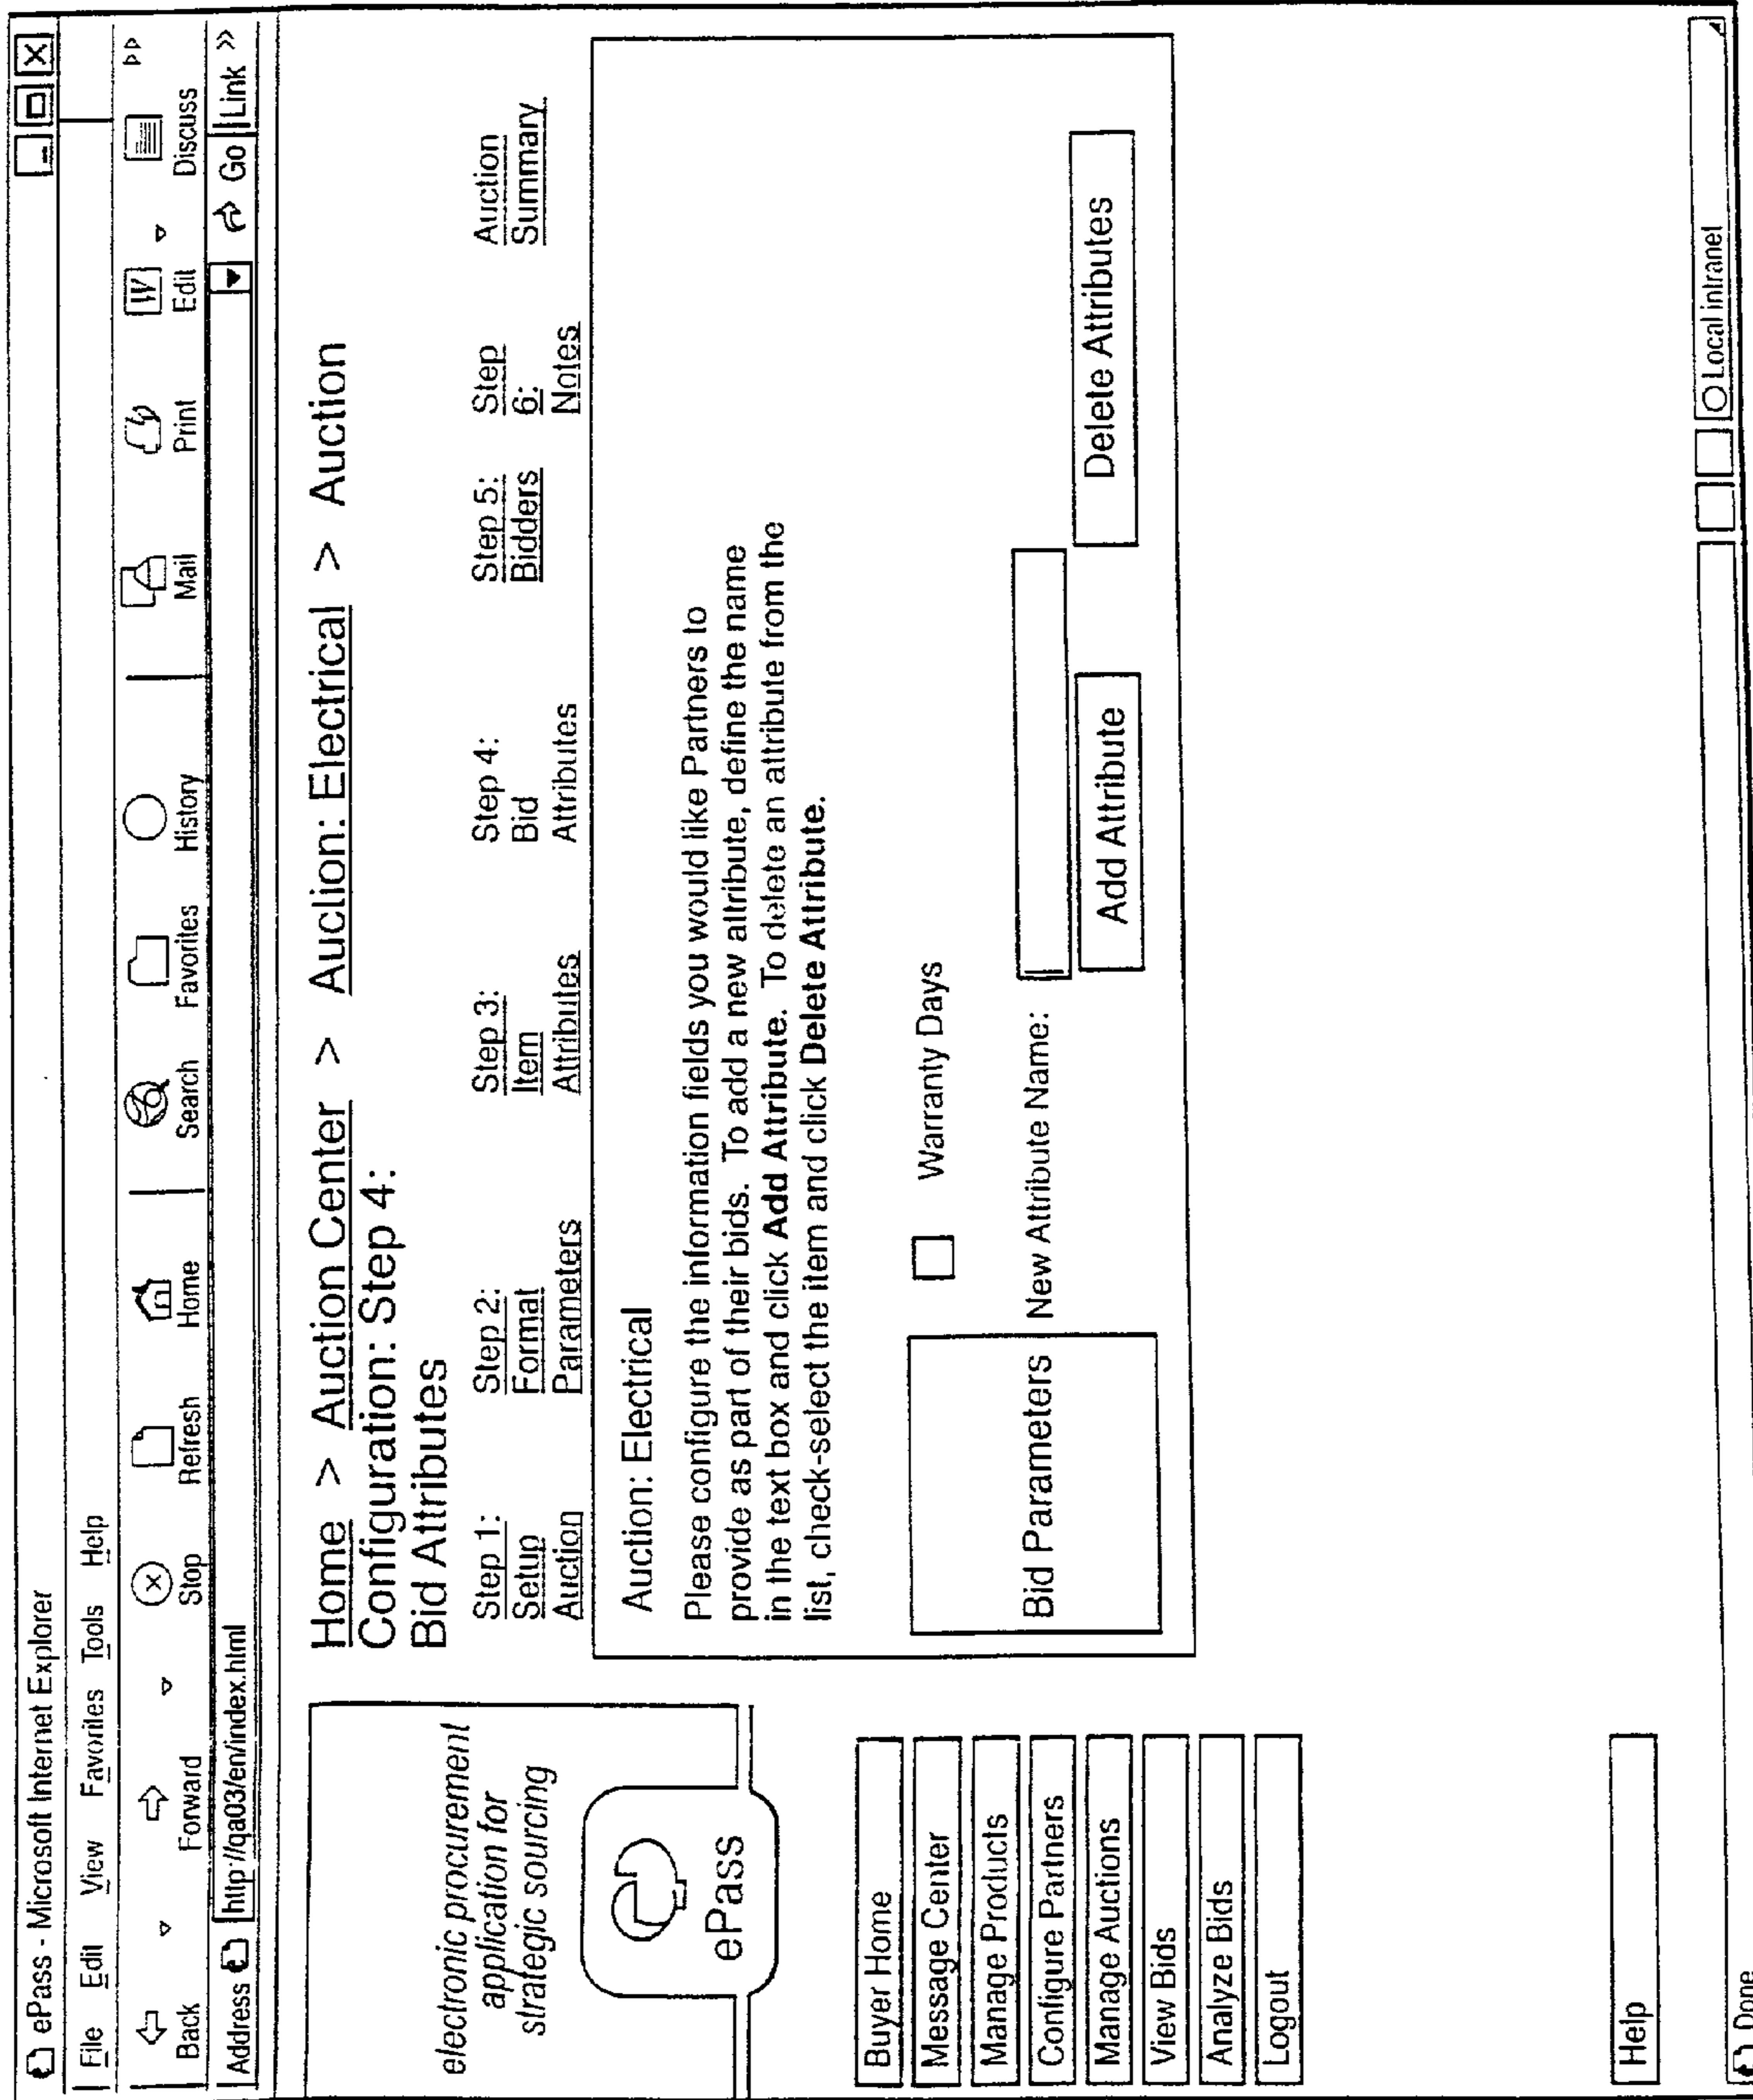 ePass - Microsoft Internet Explorer
File Edit View Favorites Tools Help
Back Forward Stop Refresh Home Search Favorites History Mail Print Edit Discuss
Address http://qa03/en/index.html Go Link »
electronic procurement
application for
strategic sourcing
ePass
Buyer Home
Message Center
Manage Products
Configure Partners
Manage Auctions
View Bids
Analyze Bids
Logout
Help
Home > Auction Center > Auction: Electrical > Auction
Configuration: Step 4:
Bid Attributes
Step 1:
Setup
Auction
Step 2:
Format
Parameters
Step 3:
Item
Attributes
Step 4:
Bid
Attributes
Step 5:
Bidders
Step
6:
Notes
Auction
Summary
Auction: Electrical
Please configure the information fields you would like Partners to
provide as part of their bids. To add a new attribute, define the name
in the text box and click Add Attribute. To delete an attribute from the
list, check-select the item and click Delete Attribute.
Warranty Days
Bid Parameters
New Attribute Name:
Add Attribute
Delete Attributes
Done
Local intranet